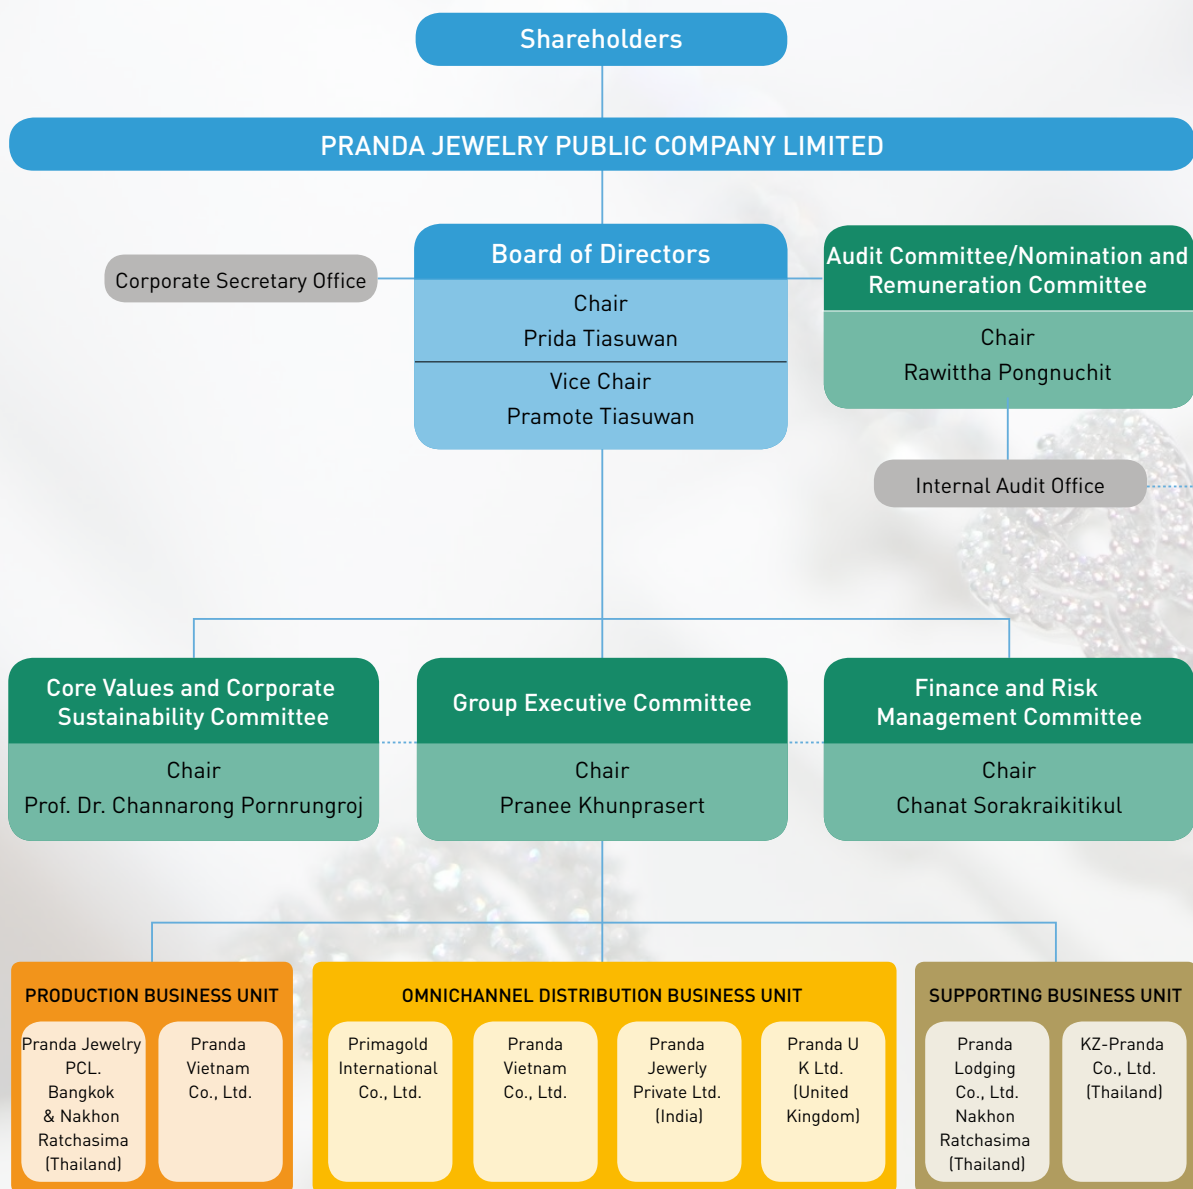 Shareholders
PRANDA JEWELRY PUBLIC COMPANY LIMITED
Corporate Secretary Office
Board of Directors
Chair
Prida Tiasuwan
Vice Chair
Pramote Tiasuwan
Audit Committee/Nomination and
Remuneration Committee
Chair
Rawittha Pongnuchit
Internal Audit Office
Core Values and Corporate
Sustainability Committee
Chair
Prof. Dr. Channarong Pornrungroj
Group Executive Committee
Chair
Pranee Khunprasert
Finance and Risk
Management Committee
Chair
Chanat Sorakraikitikul
PRODUCTION BUSINESS UNIT
Pranda Jewelry
PCL.
Bangkok
& Nakhon
Ratchasima
(Thailand)
Pranda
Vietnam
Co., Ltd.
OMNICHANNEL DISTRIBUTION BUSINESS UNIT
Primagold
International
Co., Ltd.
Pranda
Vietnam
Co., Ltd.
Pranda
Jewerly
Private Ltd.
(India)
Pranda U
K Ltd.
(United
Kingdom)
SUPPORTING BUSINESS UNIT
Pranda
Lodging
Co., Ltd.
Nakhon
Ratchasima
(Thailand)
KZ-Pranda
Co., Ltd.
(Thailand)